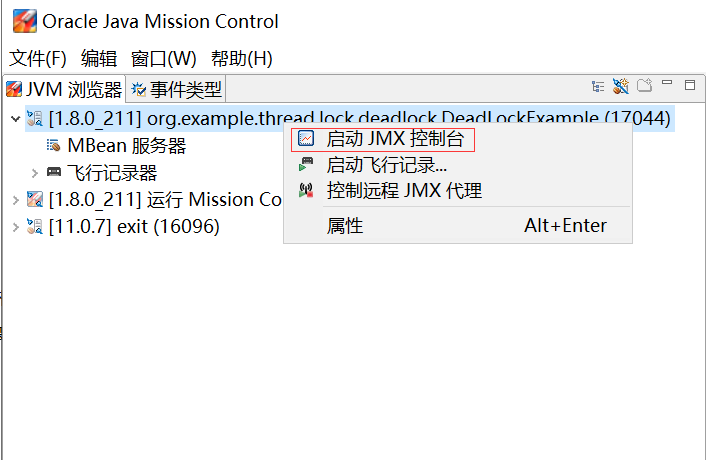 Oracle Java Mission Control
文件(F) 编辑 窗口(W) 帮助(H)
JVM 浏览器 事件类型
[1.8.0_211] org.example.thread.lock.deadlock.DeadLockExample (17044)
启动 JMX 控制台
MBean 服务器
启动飞行记录...
飞行记录器
控制远程 JMX 代理
[1.8.0_211] 运行 Mission Co
属性 Alt+Enter
[11.0.7] exit (16096)